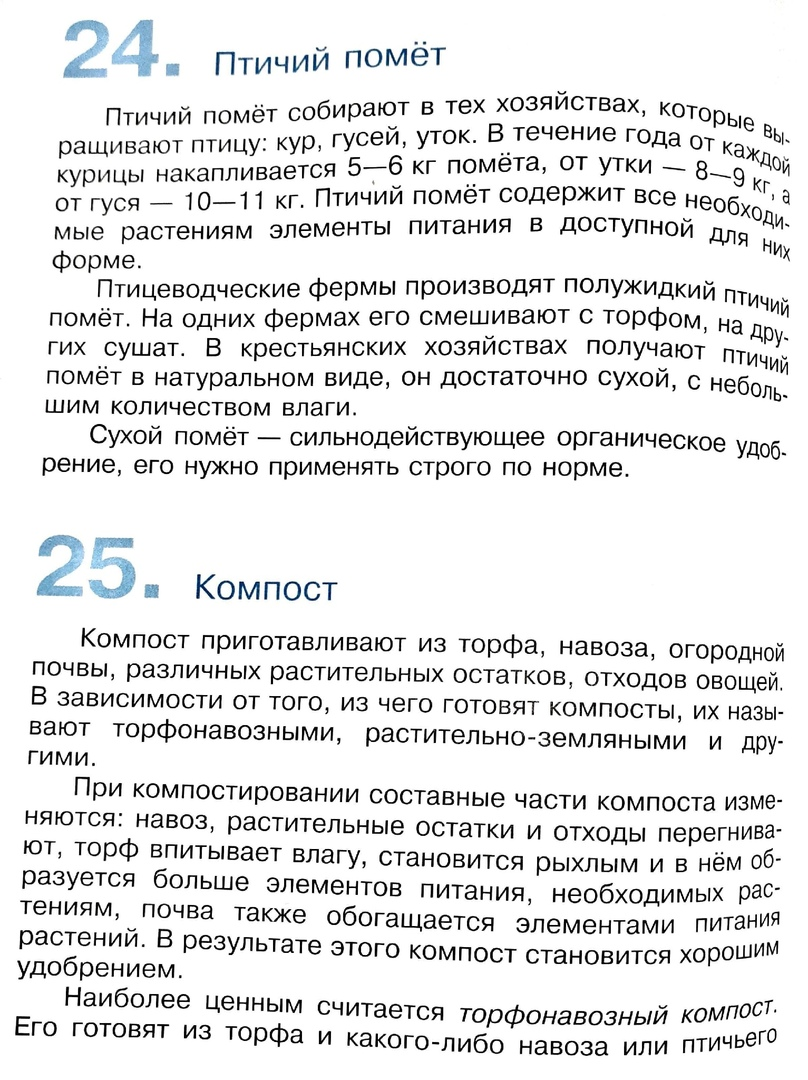 24. Птичий помёт
Птичий помёт собирают в тех хозяйствах, которые вы-
ращивают птицу: кур, гусей, уток. В течение года от каждой
курицы накапливается 5—6 кг помёта, от утки — 8—9 кг, а
от гуся — 10—11 кг. Птичий помёт содержит все необходи-
мые растениям элементы питания в доступной для них
форме.
Птицеводческие фермы производят полужидкий птичий
помёт. На одних фермах его смешивают с торфом, на дру-
гих сушат. В крестьянских хозяйствах получают птичий
помёт в натуральном виде, он достаточно сухой, с неболь-
шим количеством влаги.
Сухой помёт — сильнодействующее органическое удоб-
рение, его нужно применять строго по норме.
25. Компост
Компост приготавливают из торфа, навоза, огородной
почвы, различных растительных остатков, отходов овощей.
В зависимости от того, из чего готовят компосты, их назы-
вают торфонавозными, растительно-земляными и дру-
гими.
При компостировании составные части компоста изме-
няются: навоз, растительные остатки и отходы перегнива-
ют, торф впитывает влагу, становится рыхлым и в нём об-
разуется больше элементов питания, необходимых рас-
тениям, почва также обогащается элементами питания
растений. В результате этого компост становится хорошим
удобрением.
Наиболее ценным считается торфонавозный компост.
Его готовят из торфа и какого-либо навоза или птичьего